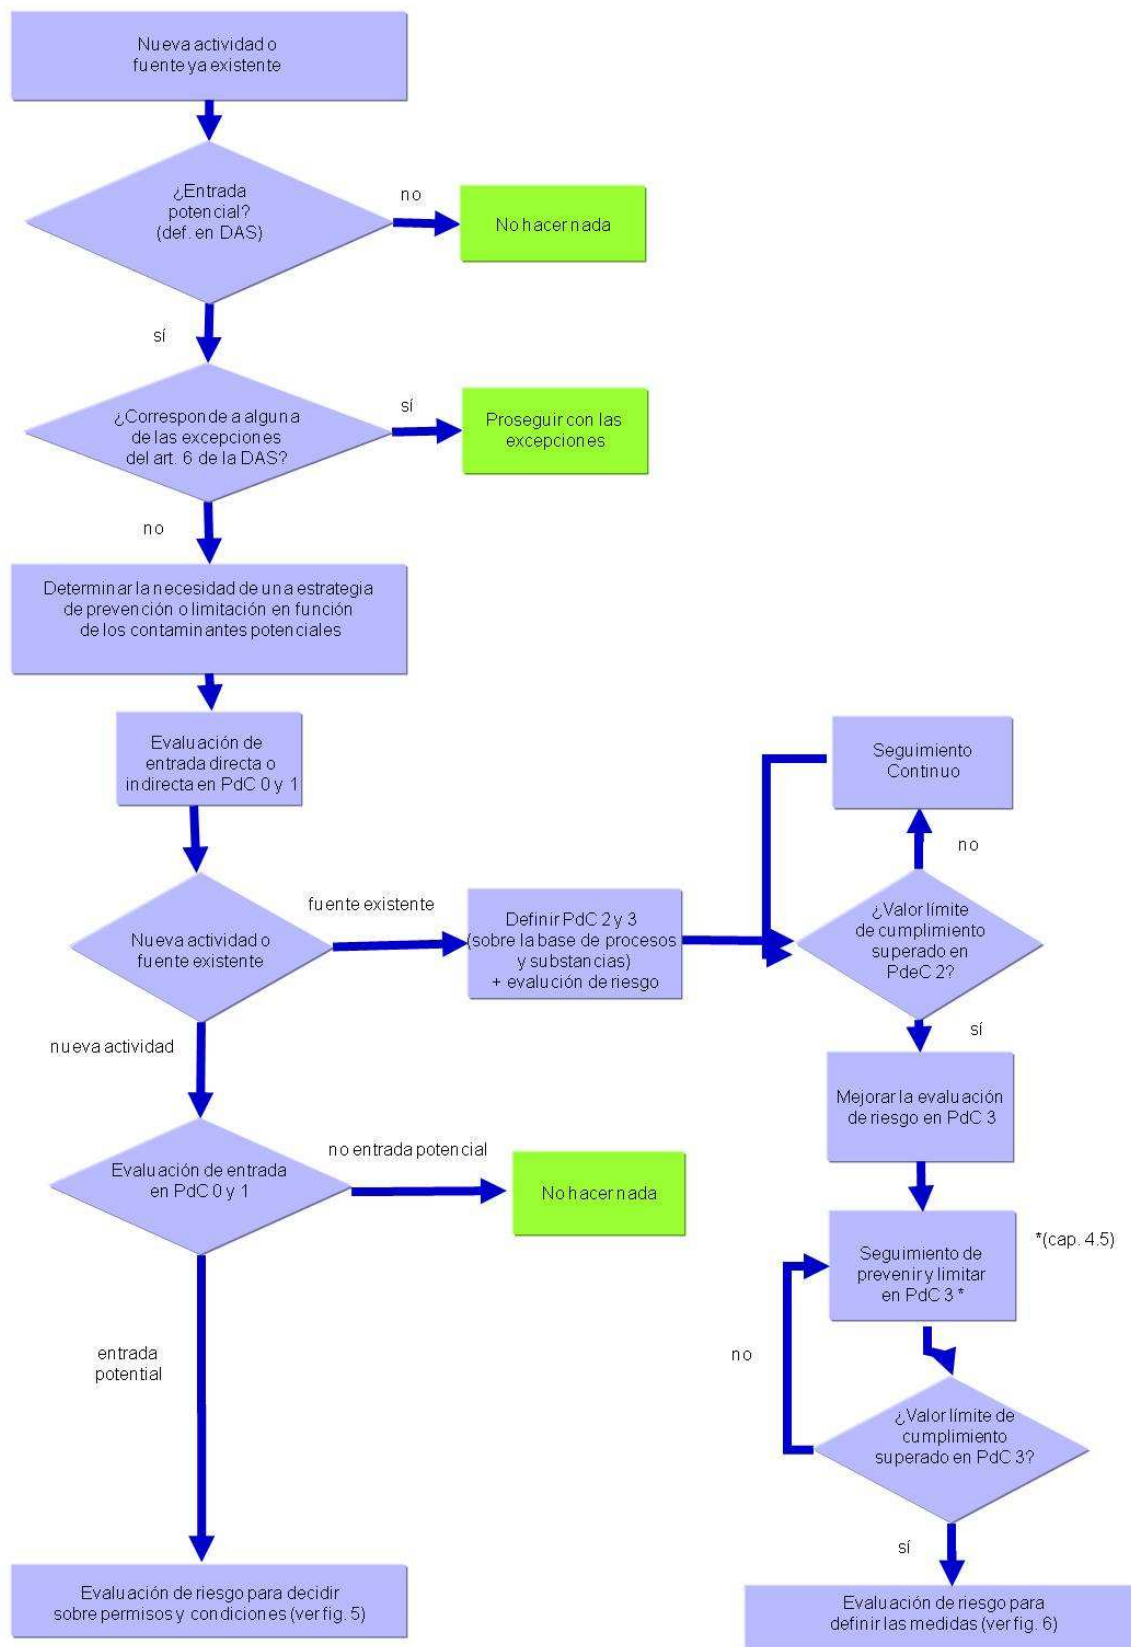 Nueva actividad o
fuente ya existente
¿Entrada
potencial?
(def. en DAS)
no
No hacer nada
sí
¿Corresponde a alguna
de las excepciones
del art. 6 de la DAS?
sí
Proseguir con las
excepciones
no
Determinar la necesidad de una estrategia
de prevención o limitación en función
de los contaminantes potenciales
Evaluación de
entrada directa o
indirecta en PdC 0 y 1
Nueva actividad o
fuente existente
fuente existente
Definir PdC 2 y 3
(sobre la base de procesos
y substancias)
+ evalución de riesgo
Seguimiento
Continuo
no
¿Valor límite
de cumplimiento
superado en
PdeC 2?
sí
Mejorar la evaluación
de riesgo en PdC 3
nueva actividad
Evaluación de entrada
en PdC 0 y 1
no entrada potencial
No hacer nada
Seguimiento de
prevenir y limitar
en PdC 3 *
*(cap. 4.5)
entrada
potential
no
¿Valor límite de
cumplimiento
superado en PdC 3?
sí
Evaluación de riesgo para decidir
sobre permisos y condiciones (ver fig. 5)
Evaluación de riesgo para
definir las medidas (ver fig. 6)